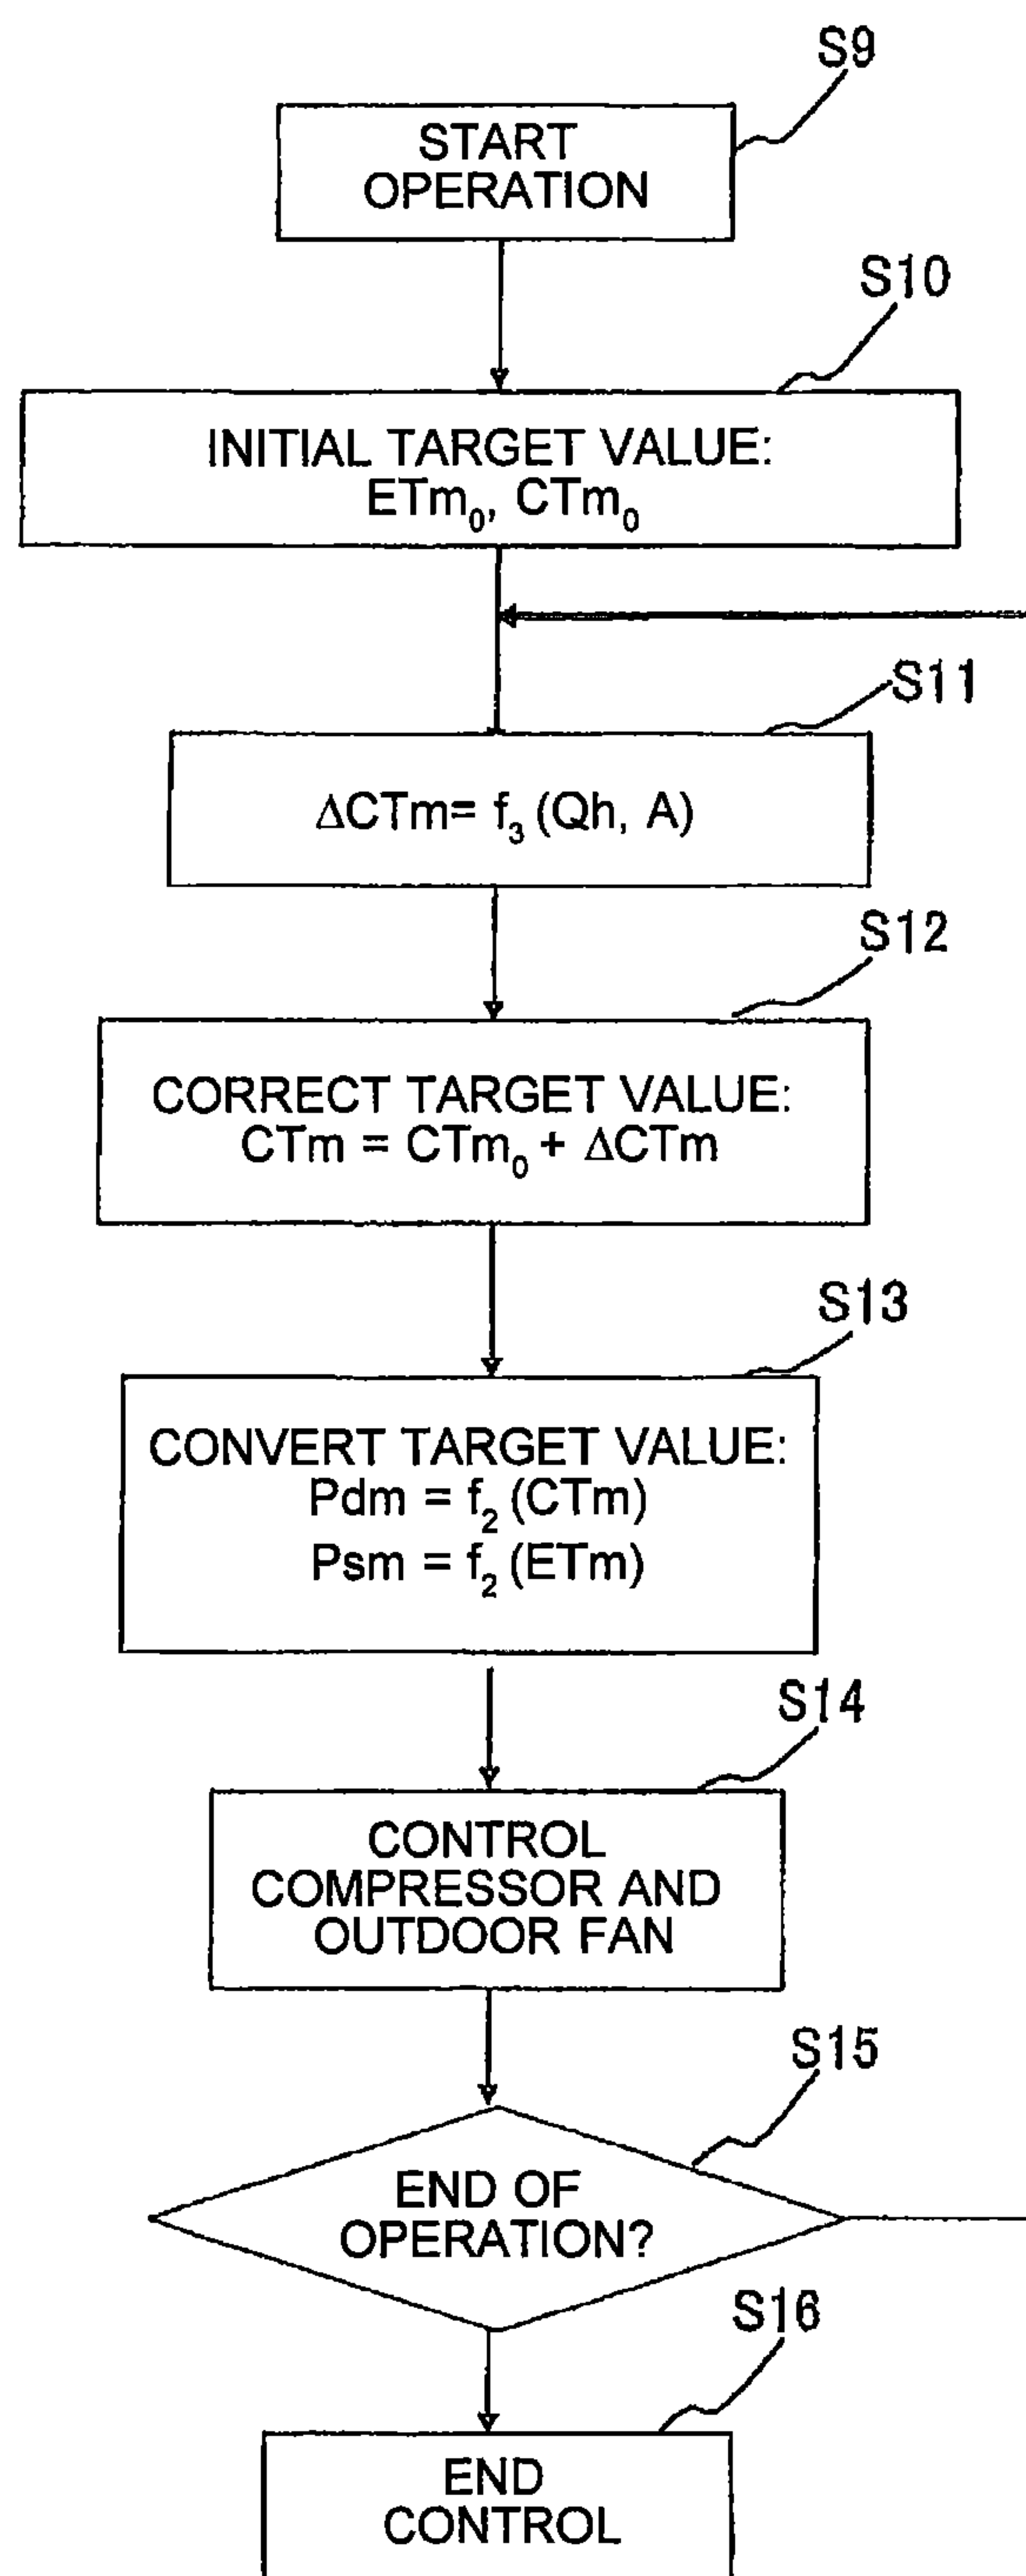 S9
START
OPERATION
S10
INITIAL TARGET VALUE:
ETm₀, CTm₀
S11
ΔCTm= f₃ (Qh, A)
S12
CORRECT TARGET VALUE:
CTm = CTm₀ + ΔCTm
S13
CONVERT TARGET VALUE:
Pdm = f₂ (CTm)
Psm = f₂ (ETm)
S14
CONTROL
COMPRESSOR AND
OUTDOOR FAN
S15
END OF
OPERATION?
S16
END
CONTROL